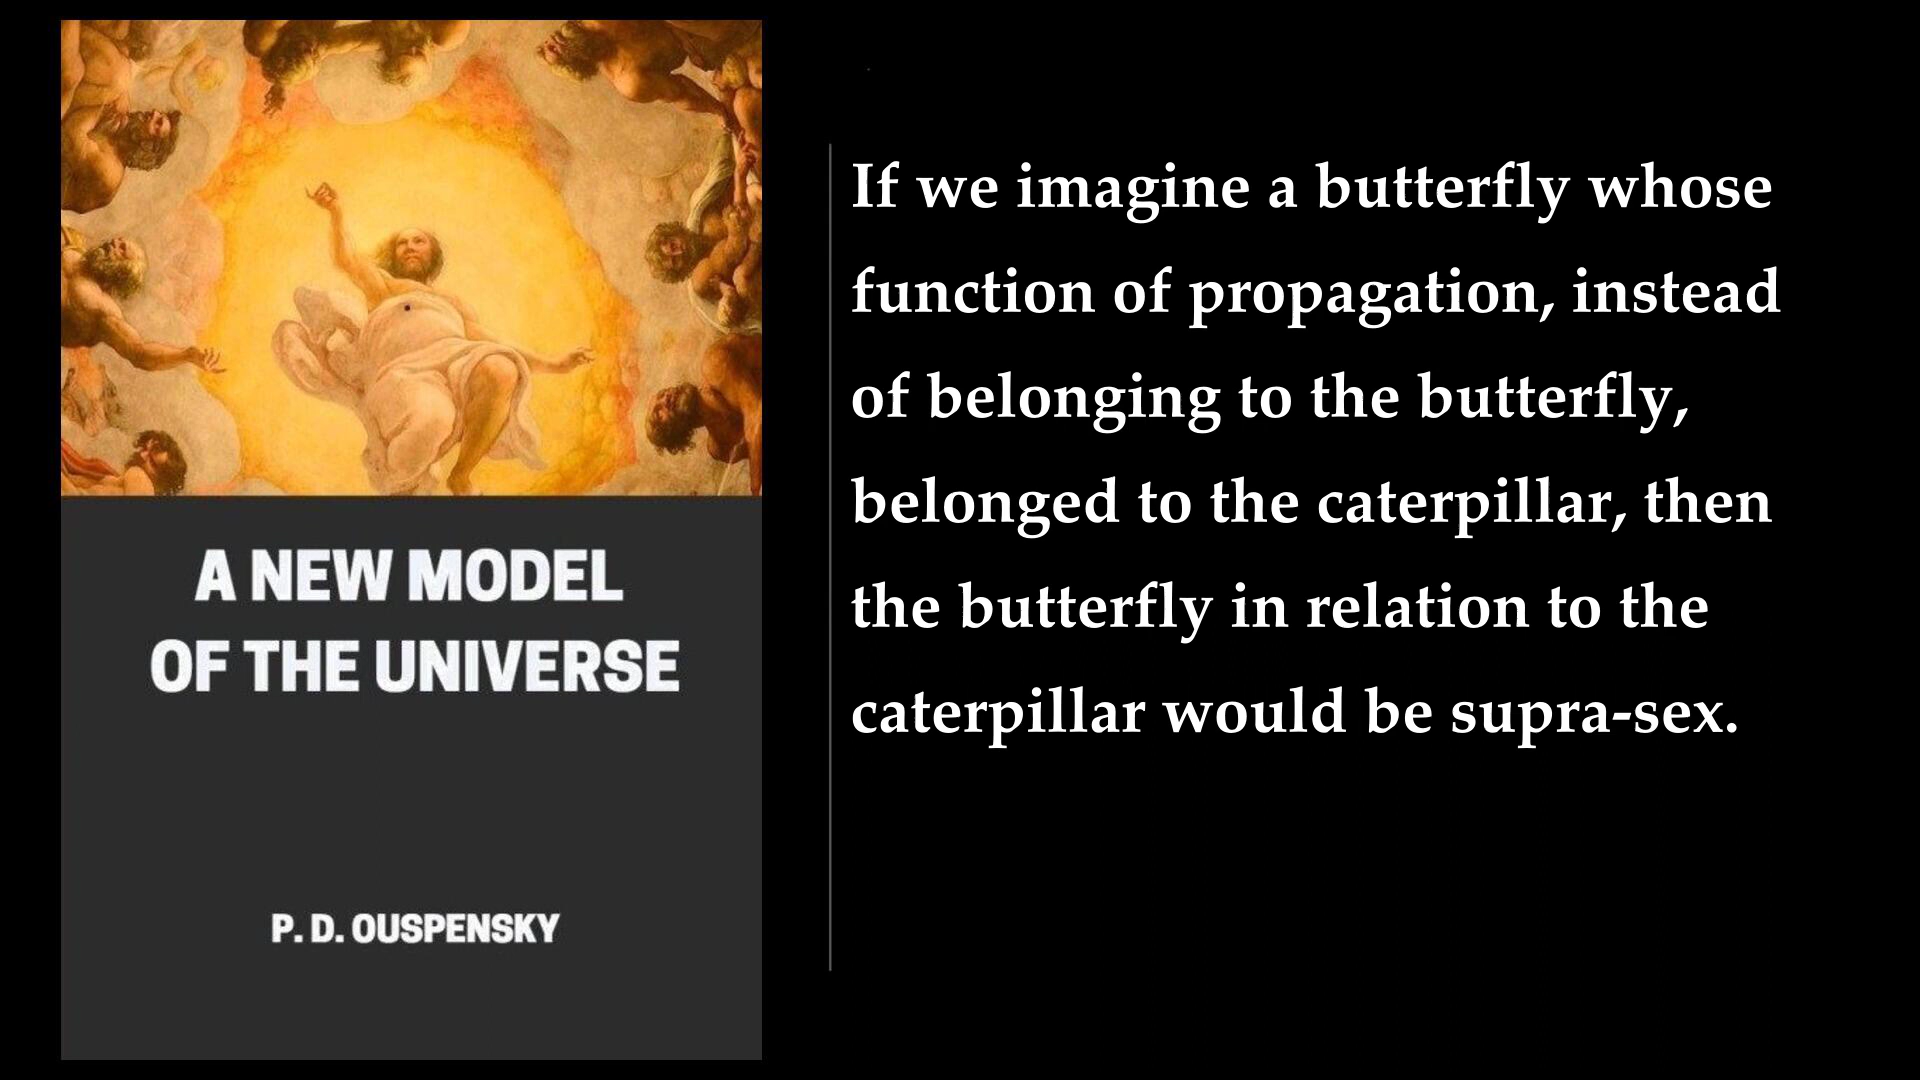 A NEW MODEL
OF THE UNIVERSE
P. D. OUSPENSKY
If we imagine a butterfly whose
function of propagation, instead
of belonging to the butterfly,
belonged to the caterpillar, then
the butterfly in relation to the
caterpillar would be supra-sex.